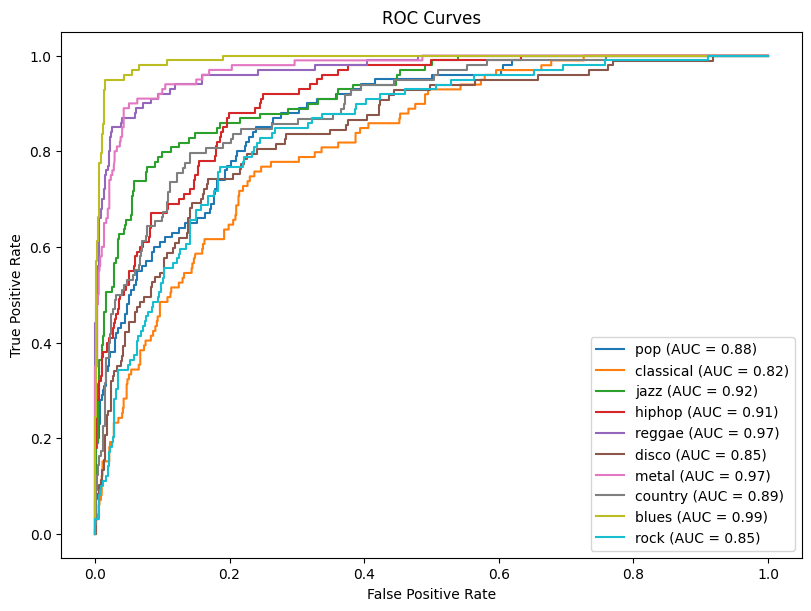 ROC Curves
True Positive Rate
1.0
0.8
0.6
0.4
0.2
0.0
pop (AUC = 0.88)
classical (AUC = 0.82)
jazz (AUC = 0.92)
hiphop (AUC = 0.91)
reggae (AUC = 0.97)
disco (AUC = 0.85)
metal (AUC = 0.97)
country (AUC = 0.89)
blues (AUC = 0.99)
rock (AUC = 0.85)
0.0 0.2 0.4 0.6 0.8 1.0
False Positive Rate